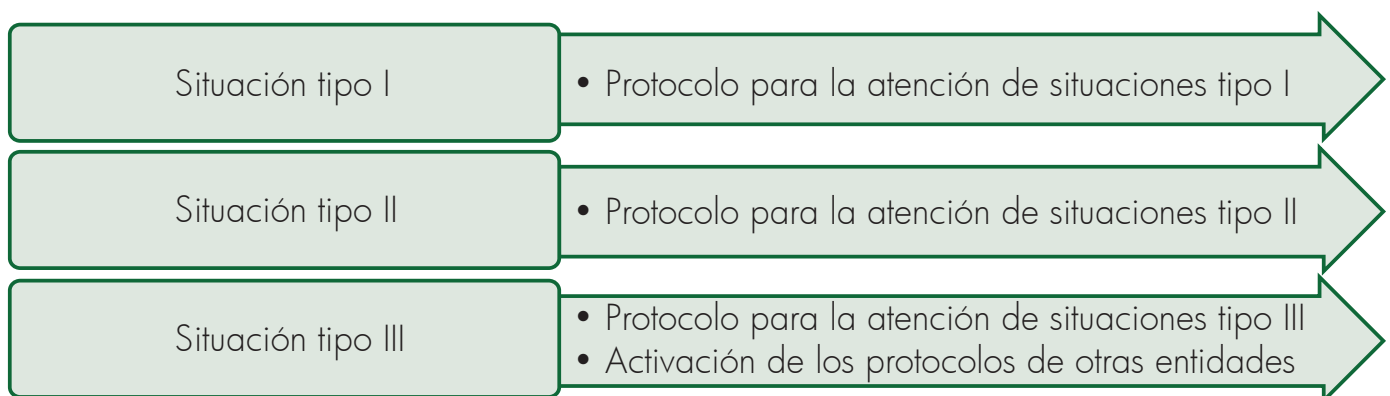 Situación tipo I
• Protocolo para la atención de situaciones tipo I
Situación tipo II
• Protocolo para la atención de situaciones tipo II
Situación tipo III
• Protocolo para la atención de situaciones tipo III
• Activación de los protocolos de otras entidades